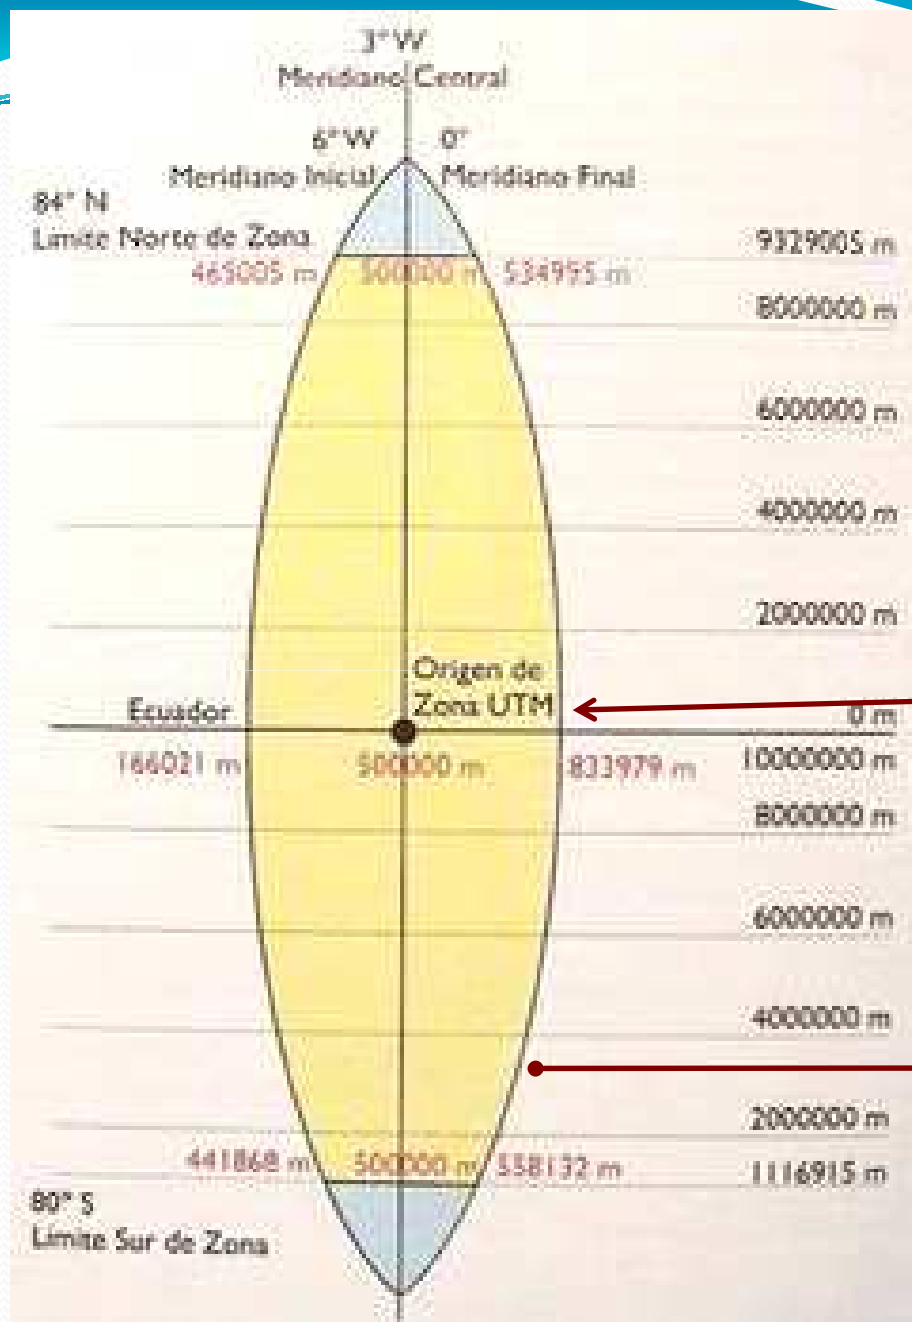 3° W
Meridiano Central
6° W 0°
Meridiano Inicial Meridiano Final
84° N
Limite Norte de Zona
9329005 m
465005 m 500000 m 534995 m
8000000 m
6000000 m
4000000 m
2000000 m
Origen de
Zona UTM
Ecuador
0 m
166021 m 500000 m 833979 m
10000000 m
8000000 m
6000000 m
4000000 m
2000000 m
441868 m 500000 m 558132 m
1116915 m
80° S
Límite Sur de Zona